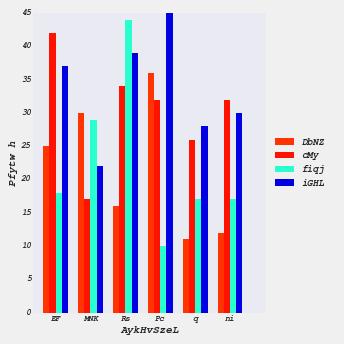 45
40
35
30
25
20
15
10
5
0
Pfytw h
EF MNK Rs Pc q ni
AykHvSzeL
DbNZ
cMy
fiqj
iGHL